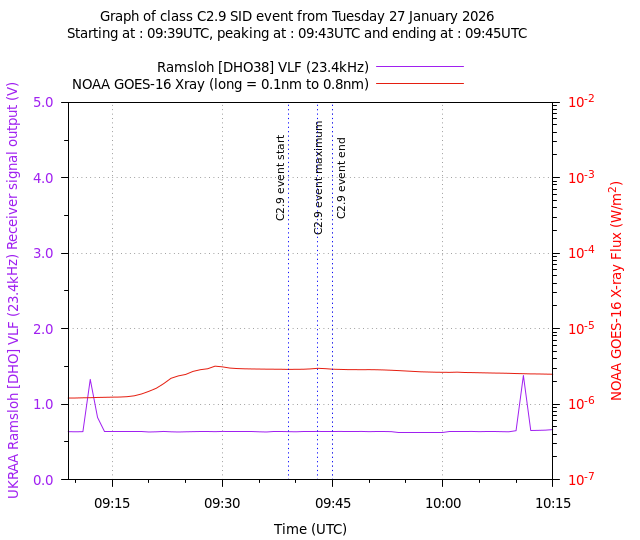 Graph of class C2.9 SID event from Tuesday 27 January 2026
Starting at : 09:39UTC, peaking at : 09:43UTC and ending at : 09:45UTC
Ramsloh [DHO38] VLF (23.4kHz)
NOAA GOES-16 Xray (long = 0.1nm to 0.8nm)
UKRAA Ramsloh [DHO] VLF (23.4kHz) Receiver signal output (V)
5.0
4.0
3.0
2.0
1.0
0.0
C2.9 event start
C2.9 event maximum
C2.9 event end
10^-2
10^-3
10^-4
10^-5
10^-6
10^-7
NOAA GOES-16 X-ray Flux (W/m^2)
09:15 09:30 09:45 10:00 10:15
Time (UTC)